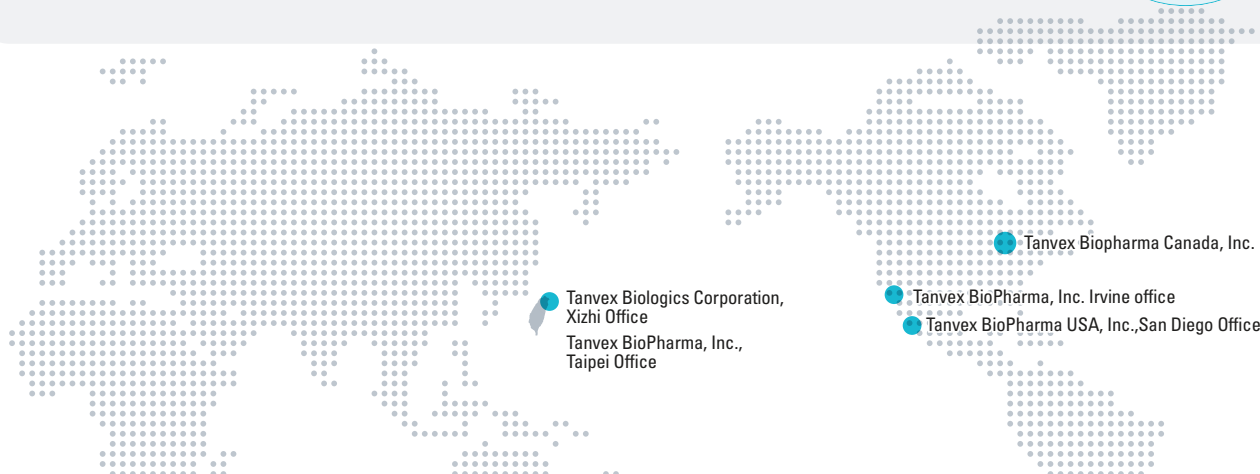 Tanvex Biopharma Canada, Inc.
Tanvex Biologics Corporation,
Xizhi Office
Tanvex BioPharma, Inc.,
Taipei Office
Tanvex BioPharma, Inc. Irvine office
Tanvex BioPharma USA, Inc.,San Diego Office